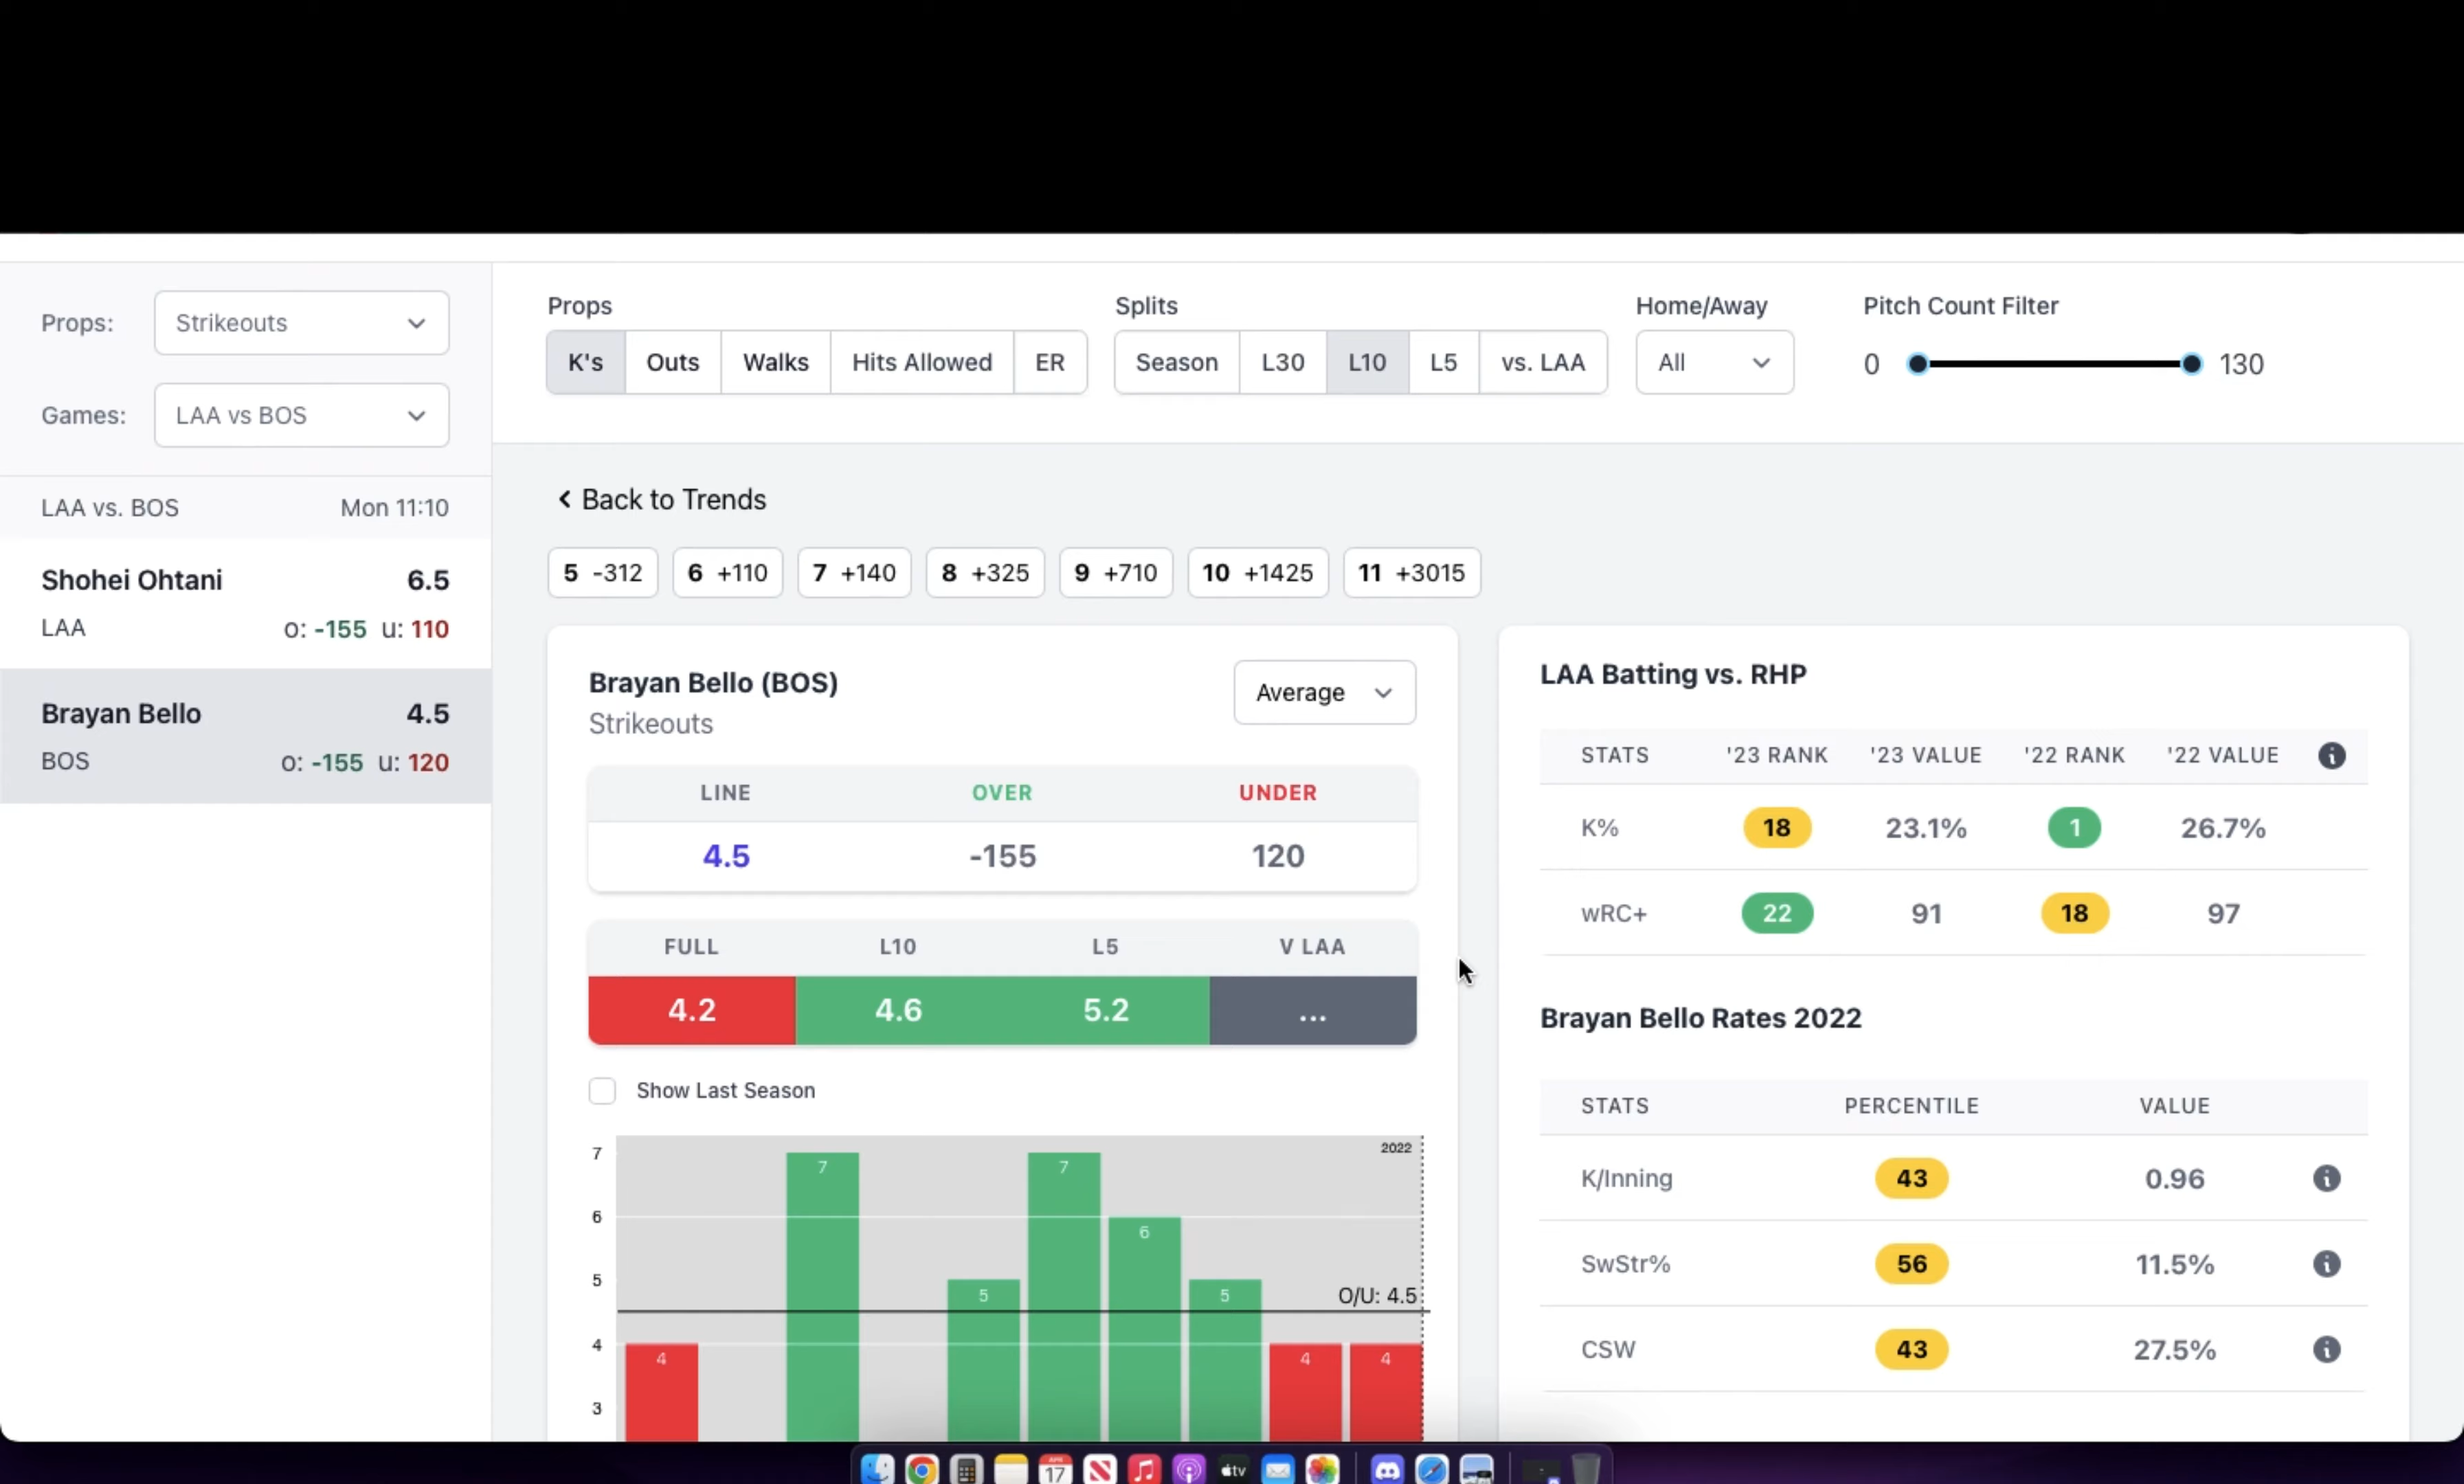 Props: Strikeouts
Games: LAA vs BOS
LAA vs. BOS Mon 11:10
Shohei Ohtani 6.5
LAA o: -155 u: 110
Brayan Bello 4.5
BOS o: -155 u: 120
Props Splits Home/Away Pitch Count Filter
K's Outs Walks Hits Allowed ER Season L30 L10 L5 vs. LAA All 0 130
Back to Trends
5 -312 6 +110 7 +140 8 +325 9 +710 10 +1425 11 +3015
Brayan Bello (BOS)
Strikeouts
Average
LINE OVER UNDER
4.5 -155 120
FULL L10 L5 V LAA
4.2 4.6 5.2 ...
Show Last Season
2022
7 7 7
6 6
5 5 5
O/U: 4.5
4 4 4 4
3
LAA Batting vs. RHP
STATS '23 RANK '23 VALUE '22 RANK '22 VALUE
K% 18 23.1% 1 26.7%
wRC+ 22 91 18 97
Brayan Bello Rates 2022
STATS PERCENTILE VALUE
K/Inning 43 0.96
SwStr% 56 11.5%
CSW 43 27.5%
APR
17
tv